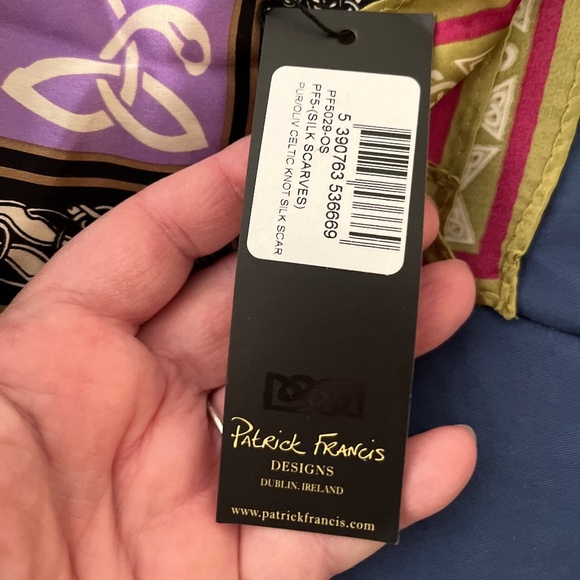 PF5029-OS
PF5-(SILK SCARVES)
PUR/OLIV CELTIC KNOT SILK SCAR
5 390763 536669
PATRICK FRANCIS
DESIGNS
DUBLIN. IRELAND
www.patrickfrancis.com